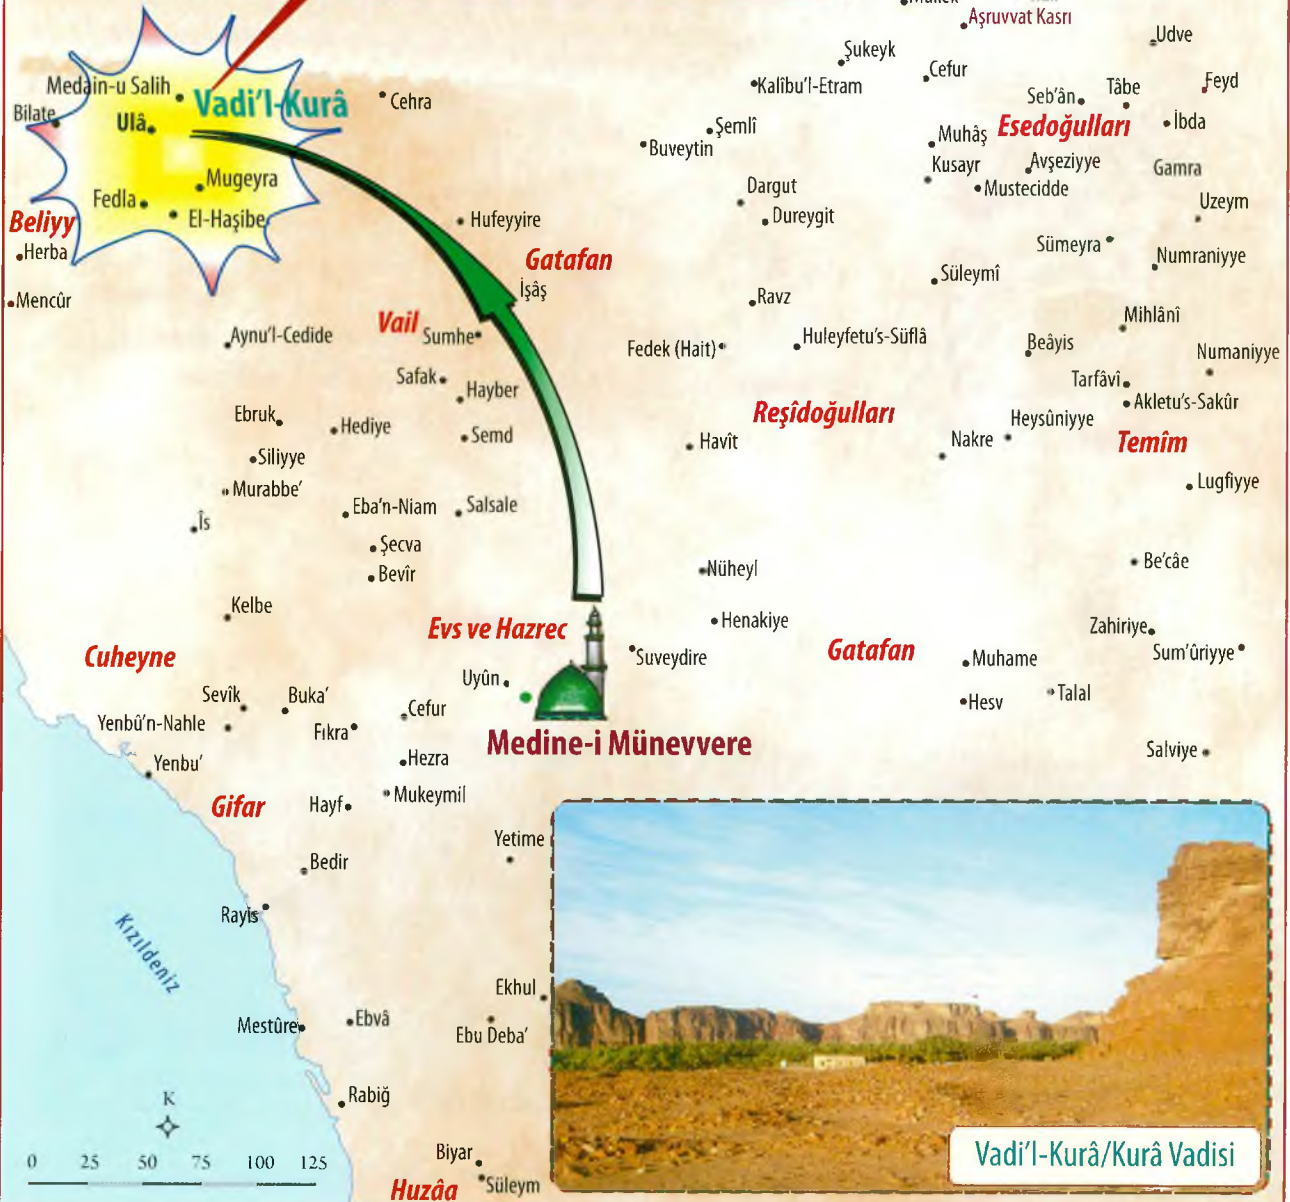 Aşruvvat Kasrı
Udve
Şukeyk
Cefur
Kalîbu'l-Etram
Seb'ân
Tâbe
Feyd
Medain-u Salih
Vadi'l-Kurâ
Cehra
Bilate
Ulâ
Şemlî
Buveytin
Muhâş
Esedoğulları
İbda
Kusayr
Avşeziyye
Gamra
Mugeyra
Fedla
El-Haşibe
Dargut
Mustecidde
Uzeym
Beliyy
Hufeyyire
Dureygit
Herba
Gatafan
Sümeyra
Numraniyye
İşâş
Süleymî
Mencûr
Ravz
Mihlânî
Vail
Aynu'l-Cedide
Sumhe
Fedek (Hait)
Huleyfetu's-Süflâ
Beâyis
Numaniyye
Safak
Hayber
Tarfâvî
Akletu's-Sakûr
Ebruk
Hediye
Semd
Reşîdoğulları
Heysûniyye
Havît
Nakre
Temîm
Siliyye
Murabbe'
Lugfiyye
Eba'n-Niam
Salsale
Îs
Şecva
Bevîr
Nüheyl
Be'câe
Kelbe
Evs ve Hazrec
Henakiye
Zahiriye
Cuheyne
Suveydire
Gatafan
Muhame
Sum'ûriyye
Uyûn
Sevîk
Buka'
Cefur
Hesv
Talal
Yenbû'n-Nahle
Fıkra
Medine-i Münevvere
Salviye
Yenbu'
Hezra
Gifar
Hayf
Mukeymil
Yetime
Bedir
Rayis
Kızıldeniz
Ekhul
Mestûre
Ebvâ
Ebu Deba'
Rabiğ
K
Biyar
Vadi'l-Kurâ/Kurâ Vadisi
0 25 50 75 100 125
Huzâa
Süleym